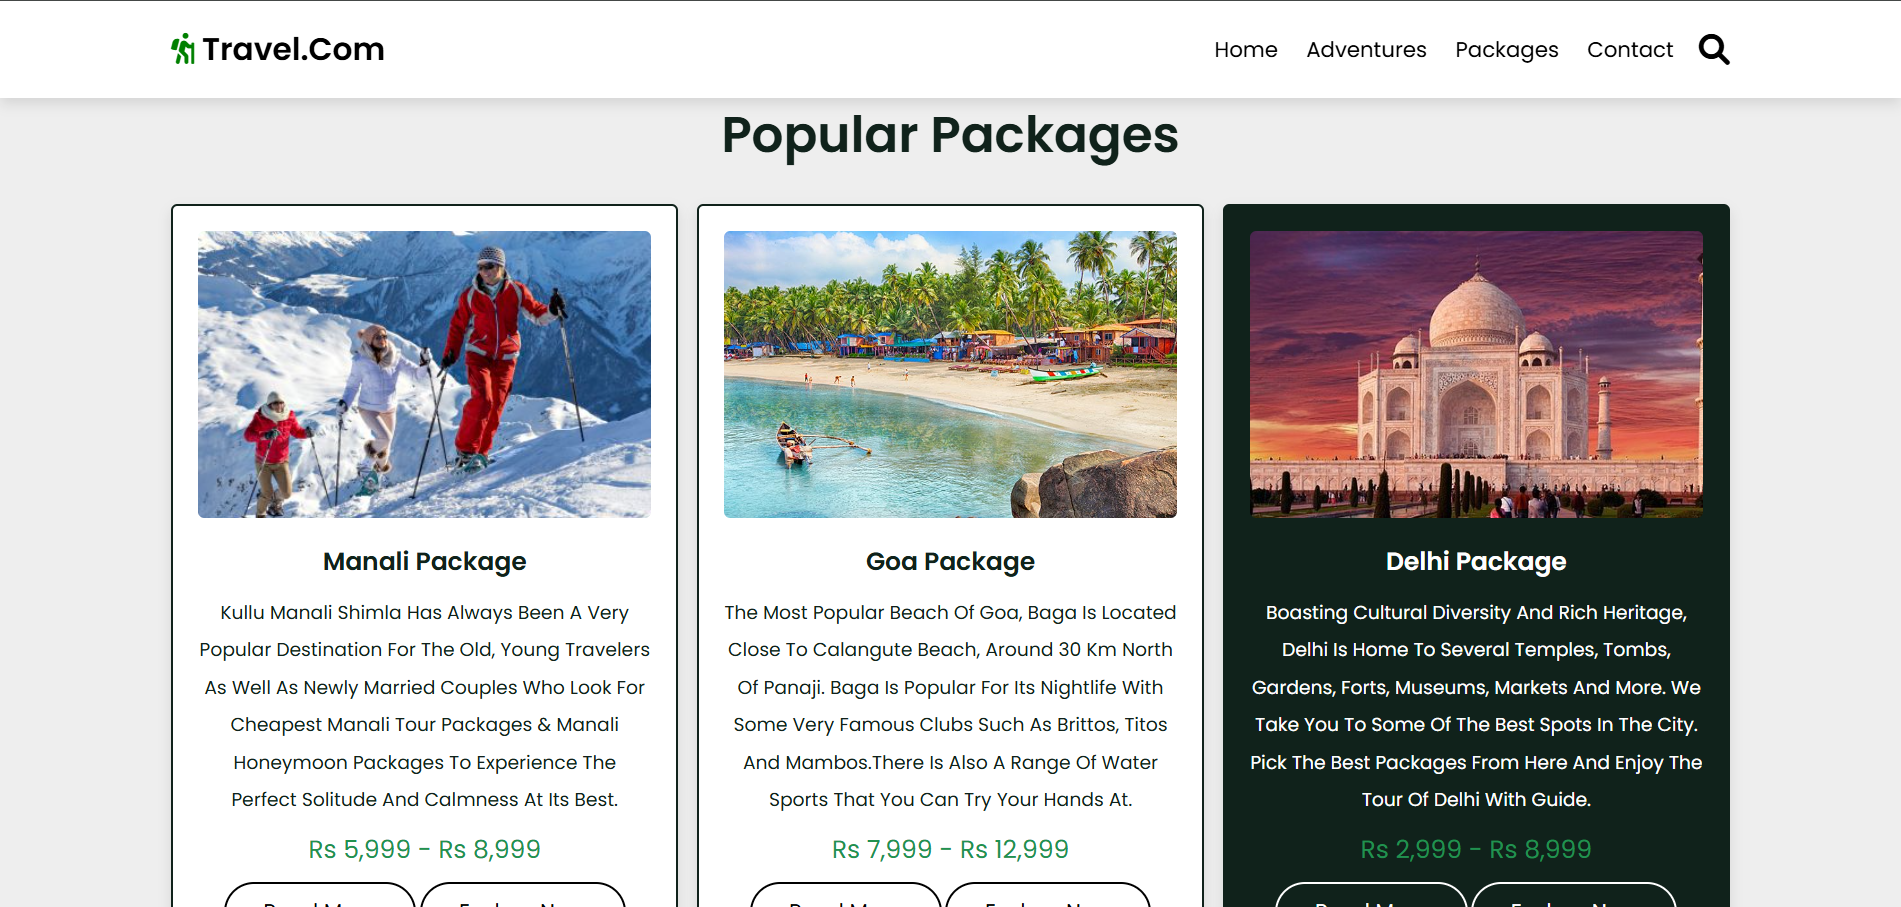 Travel.Com
Home Adventures Packages Contact
Popular Packages
Manali Package
Kullu Manali Shimla Has Always Been A Very
Popular Destination For The Old, Young Travelers
As Well As Newly Married Couples Who Look For
Cheapest Manali Tour Packages & Manali
Honeymoon Packages To Experience The
Perfect Solitude And Calmness At Its Best.
Rs 5,999 - Rs 8,999
Goa Package
The Most Popular Beach Of Goa, Baga Is Located
Close To Calangute Beach, Around 30 Km North
Of Panaji. Baga Is Popular For Its Nightlife With
Some Very Famous Clubs Such As Brittos, Titos
And Mambos.There Is Also A Range Of Water
Sports That You Can Try Your Hands At.
Rs 7,999 - Rs 12,999
Delhi Package
Boasting Cultural Diversity And Rich Heritage,
Delhi Is Home To Several Temples, Tombs,
Gardens, Forts, Museums, Markets And More. We
Take You To Some Of The Best Spots In The City.
Pick The Best Packages From Here And Enjoy The
Tour Of Delhi With Guide.
Rs 2,999 - Rs 8,999